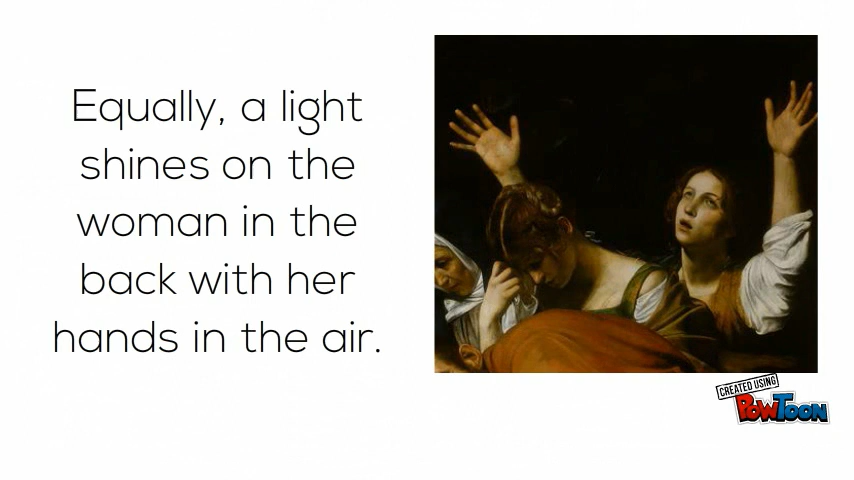 Equally, a light
shines on the
woman in the
back with her
hands in the air.
CREATED USING
POWTOON